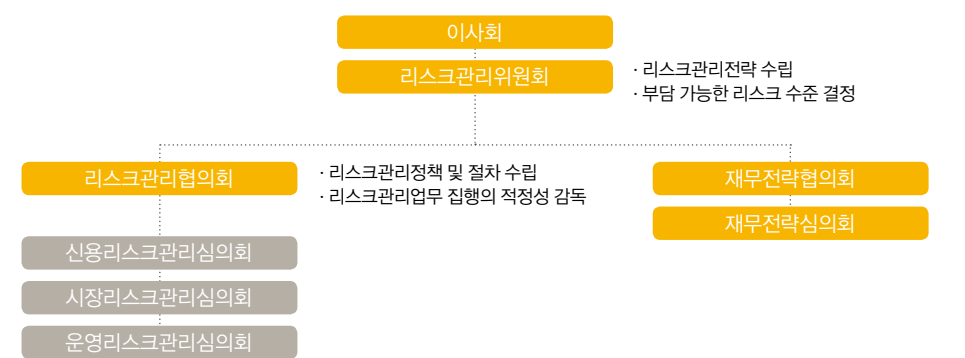 이사회
리스크관리위원회
· 리스크관리전략 수립
· 부담 가능한 리스크 수준 결정
리스크관리협의회
· 리스크관리정책 및 절차 수립
· 리스크관리업무 집행의 적정성 감독
재무전략협의회
재무전략심의회
신용리스크관리심의회
시장리스크관리심의회
운영리스크관리심의회